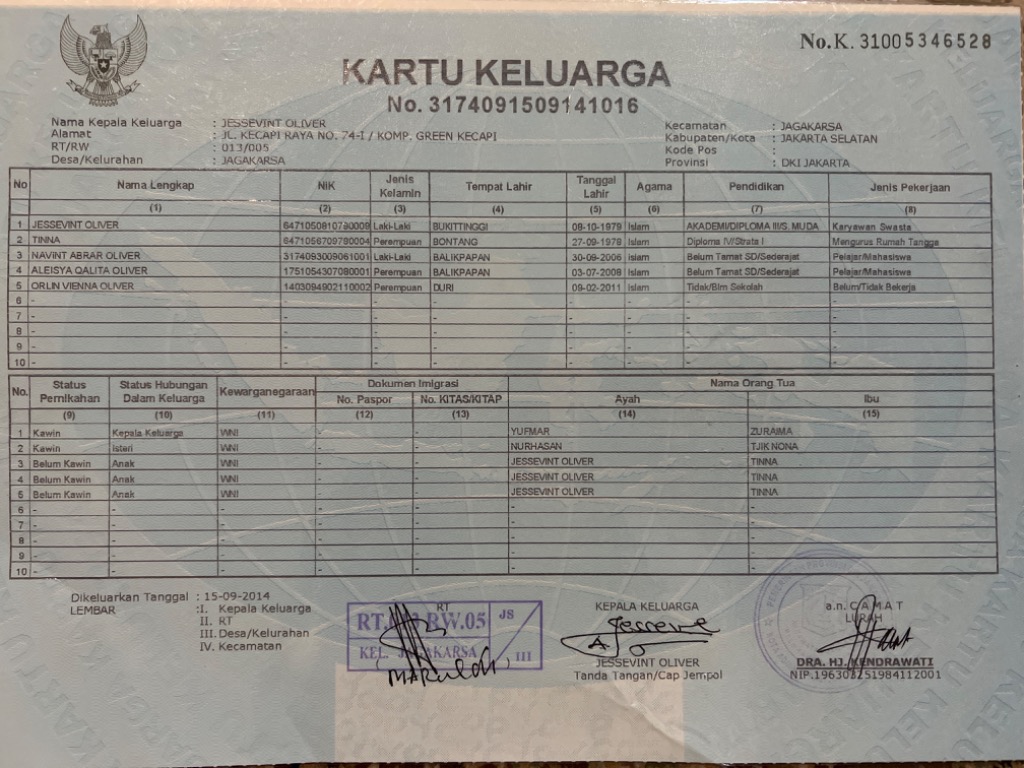 No.K. 31005346528
KARTU KELUARGA
No. 3174091509141016
Nama Kepala Keluarga : JESSEVINT OLIVER
Alamat : JL. KECAPI RAYA NO. 74-I / KOMP. GREEN KECAPI
RT/RW : 013/005
Desa/Kelurahan : JAGAKARSA
Kecamatan : JAGAKARSA
Kabupaten/Kota : JAKARTA SELATAN
Kode Pos :
Provinsi : DKI JAKARTA
No Nama Lengkap NIK Jenis Kelamin Tempat Lahir Tanggal Lahir Agama Pendidikan Jenis Pekerjaan
(1) (2) (3) (4) (5) (6) (7) (8)
1 JESSEVINT OLIVER Laki-Laki BUKITTINGGI 08-10-1979 Islam AKADEMI/DIPLOMA III/S. MUDA Karyawan Swasta
2 TINNA 6471056709780004 Perempuan BONTANG 27-09-1978 Islam Diploma IV/Strata I Mengurus Rumah Tangga
3 NAVINT ABRAR OLIVER 3174093009061001 Laki-Laki BALIKPAPAN 30-09-2006 Islam Belum Tamat SD/Sederajat Pelajar/Mahasiswa
4 ALEISYA QALITA OLIVER 1751054307080001 Perempuan BALIKPAPAN 03-07-2008 Islam Belum Tamat SD/Sederajat Pelajar/Mahasiswa
5 ORLIN VIENNA OLIVER 1403094902110002 Perempuan DURI 09-02-2011 Islam Tidak/Blm Sekolah Belum/Tidak Bekerja
6 - - - - - - - -
7 - - - - - - - -
8 - - - - - - - -
9 - - - - - - - -
10 - - - - - - - -
No. Status Pernikahan Status Hubungan Dalam Keluarga Kewarganegaraan Dokumen Imigrasi Nama Orang Tua
No. Paspor No. KITAS/KITAP Ayah Ibu
(9) (10) (11) (12) (13) (14) (15)
1 Kawin Kepala Keluarga WNI - - YUFMAR ZURAIMA
2 Kawin Isteri WNI - - NURHASAN TJIK NONA
3 Belum Kawin Anak WNI - - JESSEVINT OLIVER TINNA
4 Belum Kawin Anak WNI - - JESSEVINT OLIVER TINNA
5 Belum Kawin Anak WNI - - JESSEVINT OLIVER TINNA
6 - - - - - - -
7 - - - - - - -
8 - - - - - - -
9 - - - - - - -
10 - - - - - - -
Dikeluarkan Tanggal : 15-09-2014
LEMBAR : I. Kepala Keluarga
II. RT
III. Desa/Kelurahan
IV. Kecamatan
RT
RT. RW.05 JS
KEL. JAGAKARSA III
KEPALA KELUARGA
JESSEVINT OLIVER
Tanda Tangan/Cap Jempol
a.n. CAMAT
LURAH
DRA. HJ. HENDRAWATI